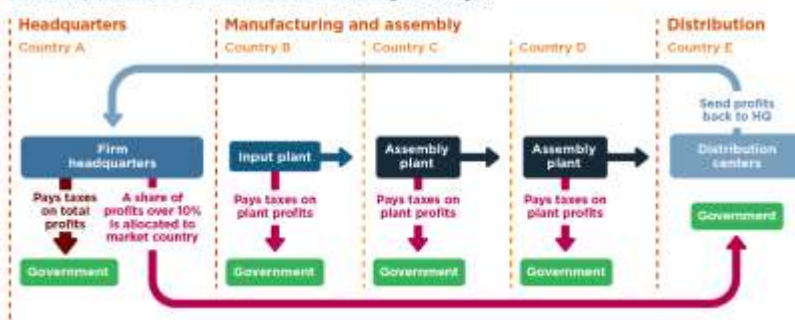 Headquarters
Manufacturing and assembly
Distribution
Country A
Country B
Country C
Country D
Country E
Send profits
back to HQ
Firm
headquarters
Input plant
Assembly
plant
Assembly
plant
Distribution
centers
Pays taxes
on total
profits
A share of
profits over 10%
is allocated to
market country
Pays taxes on
plant profits
Pays taxes on
plant profits
Pays taxes on
plant profits
Government
Government
Government
Government
Government